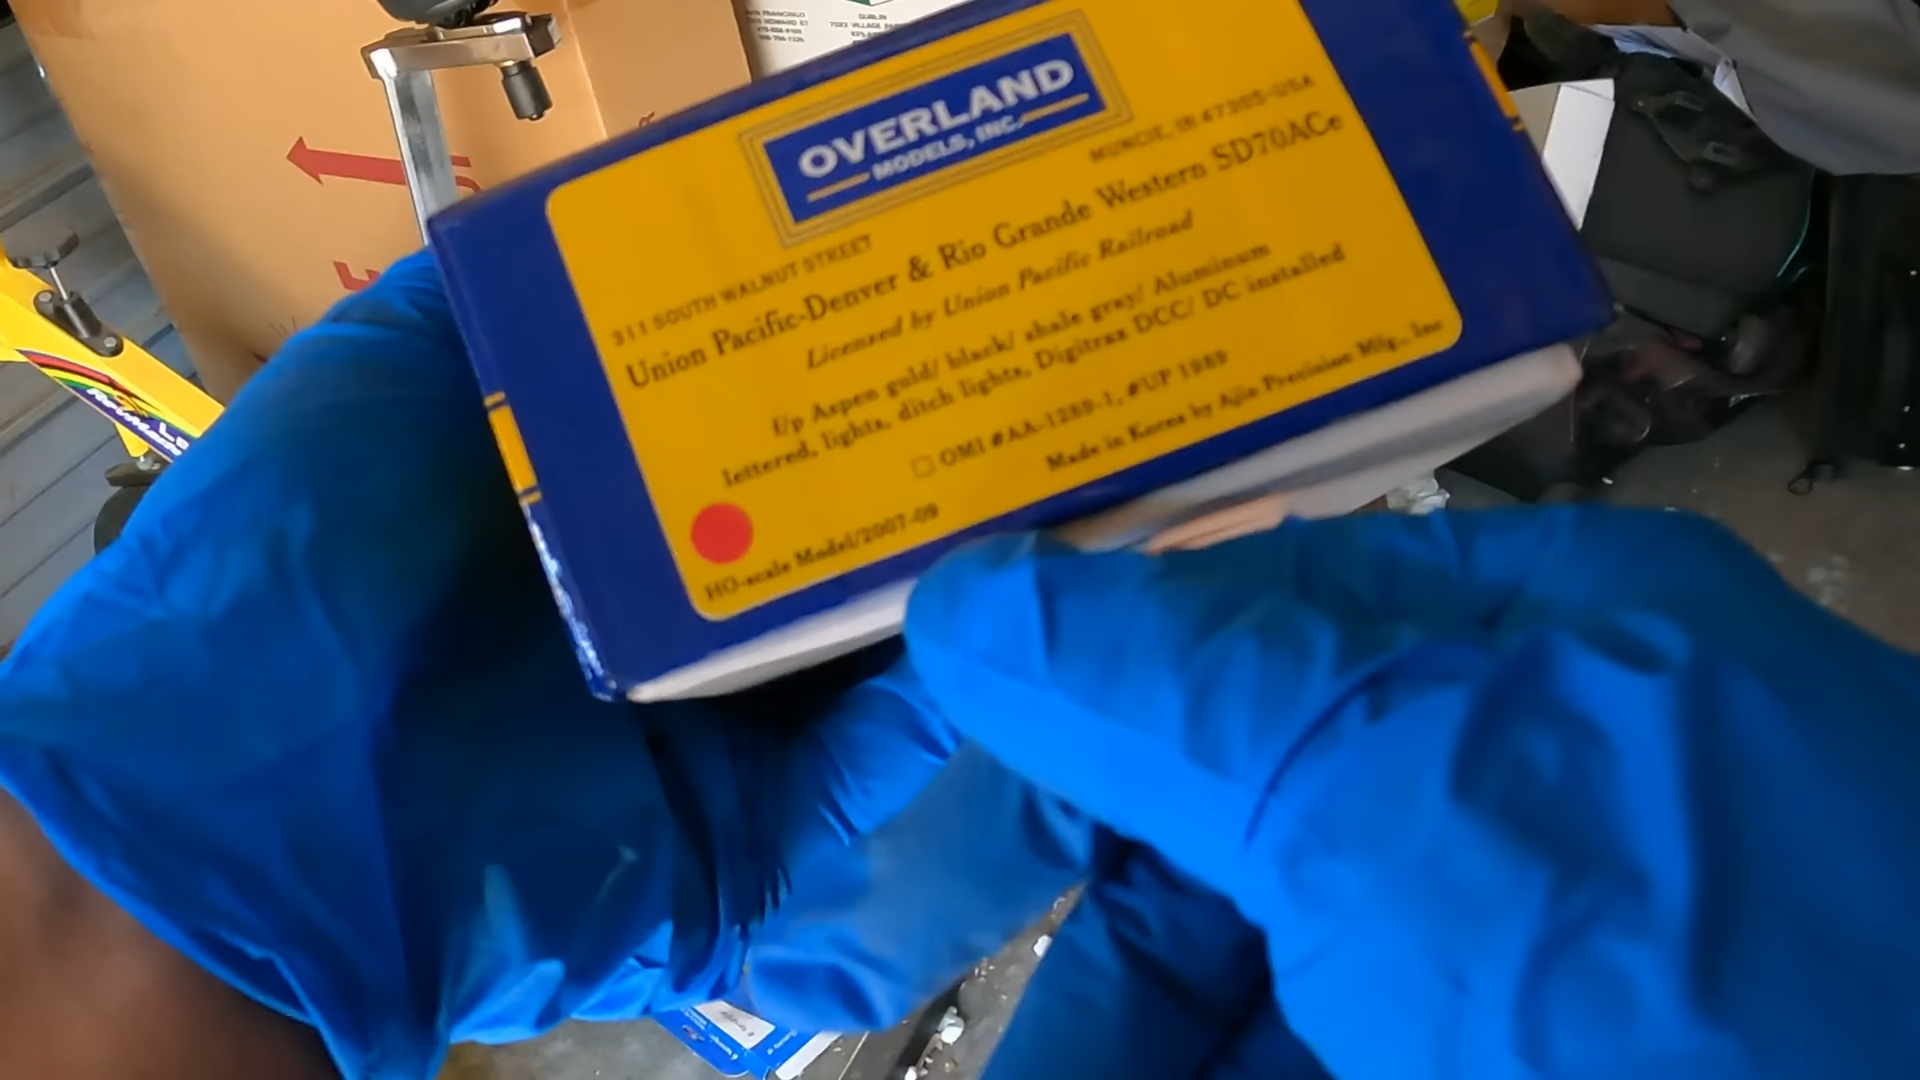 OVERLAND
MODELS, INC.
311 SOUTH WALNUT STREET
MUNCIE, IN 47305-USA
Union Pacific-Denver & Rio Grande Western SD70ACe
Licensed by Union Pacific Railroad
f/p Aspen gold/ black/ shale gray/ Aluminum
lettered, lights, ditch lights, Digitrax DCC/ DC installed
OMI #AA-1289-1, #UP 1989
Made in Korea by Ajin Precision Mfg., Inc
HO-scale Model/2007-09